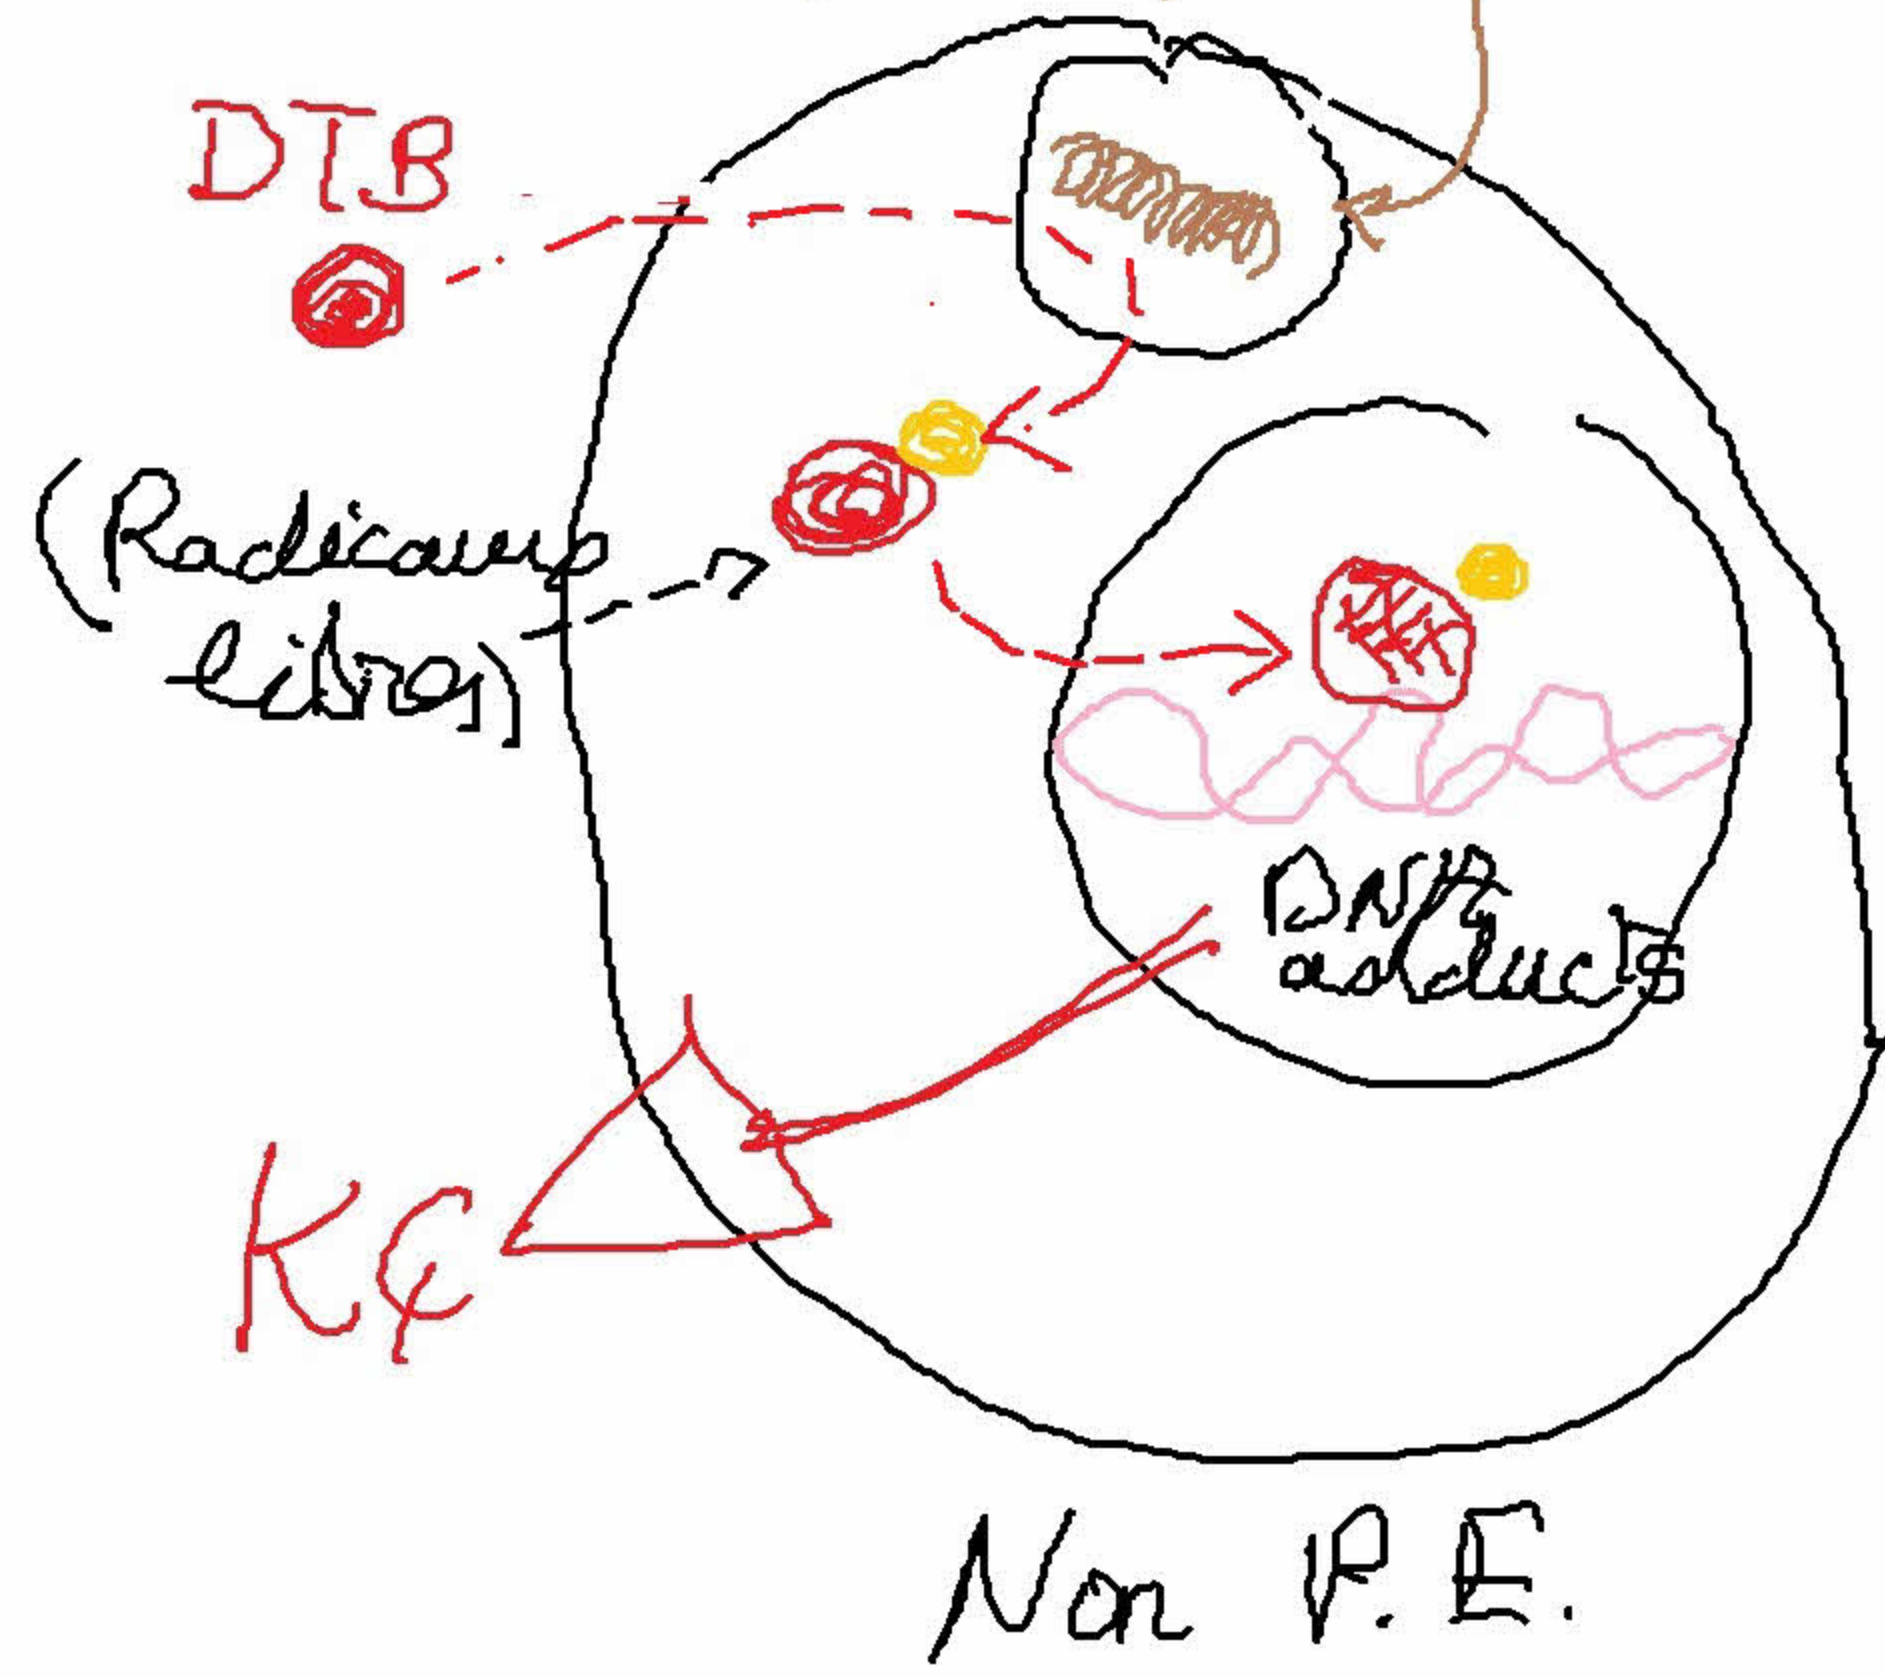 DTB
(Radicaux
libres)
DNA
adducts
KC
Non P.E.